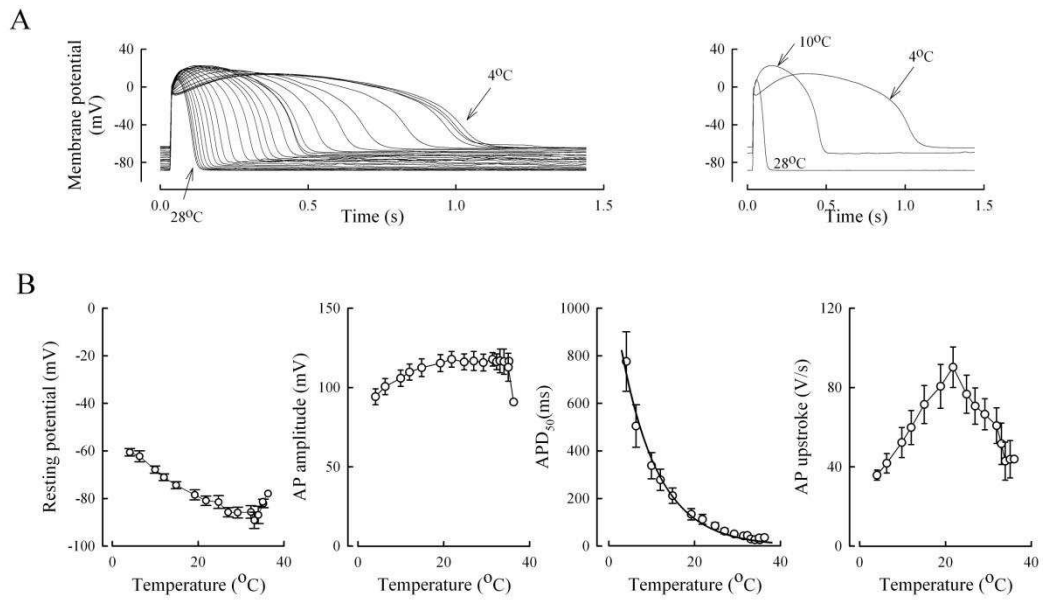 A
Membrane potential
(mV)
40
0
-40
-80
4°C
28°C
0.0
0.5
1.0
1.5
Time (s)
40
0
-40
-80
10°C
4°C
28°C
0.0
0.5
1.0
1.5
Time (s)
B
Resting potential (mV)
0
-20
-40
-60
-80
-100
0
20
40
Temperature (°C)
AP amplitude (mV)
150
100
50
0
0
20
40
Temperature (°C)
APD50(ms)
1000
800
600
400
200
0
0
20
40
Temperature (°C)
AP upstroke (V/s)
120
80
40
0
0
20
40
Temperature (°C)